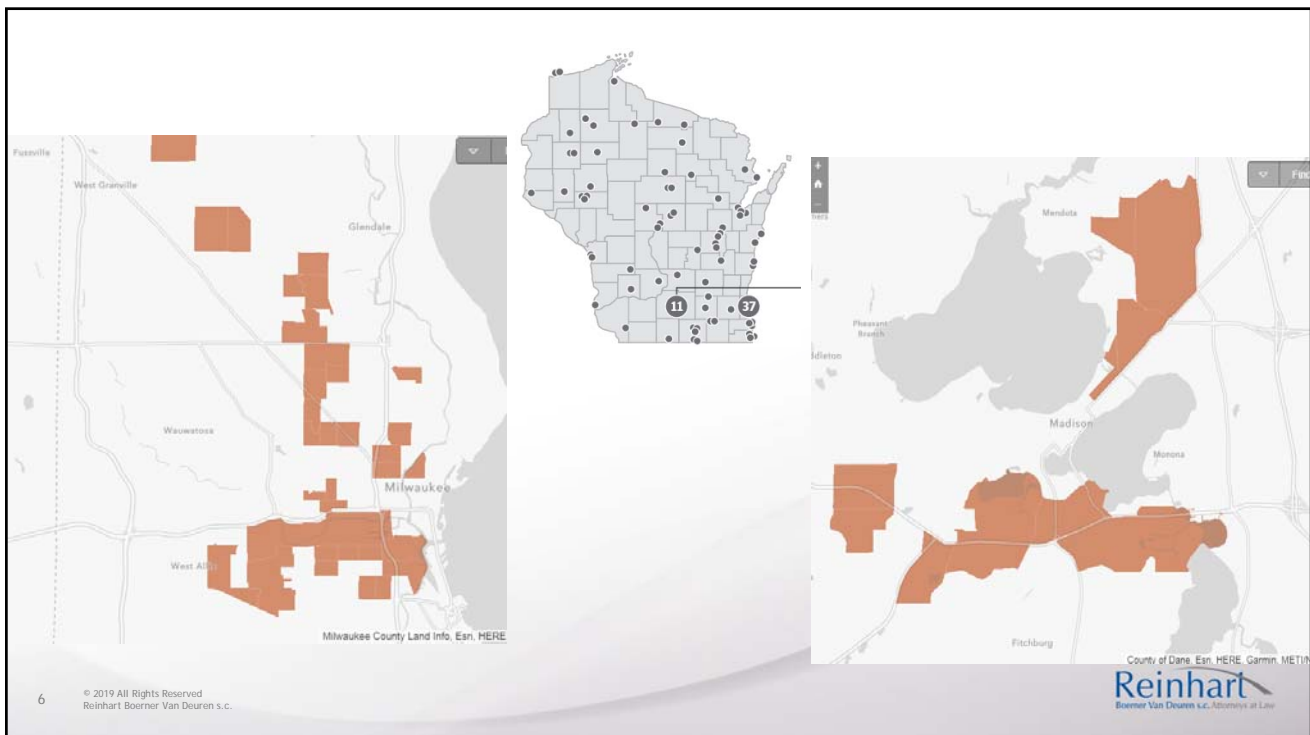 Fussville
West Granville
Glendale
Wauwatosa
Milwaukee
West Allis
Milwaukee County Land Info, Esri, HERE
11
37
+
Find
Mendota
Pheasant
Branch
ddleton
Madison
Monona
Fitchburg
County of Dane, Esri, HERE, Garmin, METI/N
6
© 2019 All Rights Reserved
Reinhart Boerner Van Deuren s.c.
Reinhart
Boerner Van Deuren s.c. Attorneys at Law